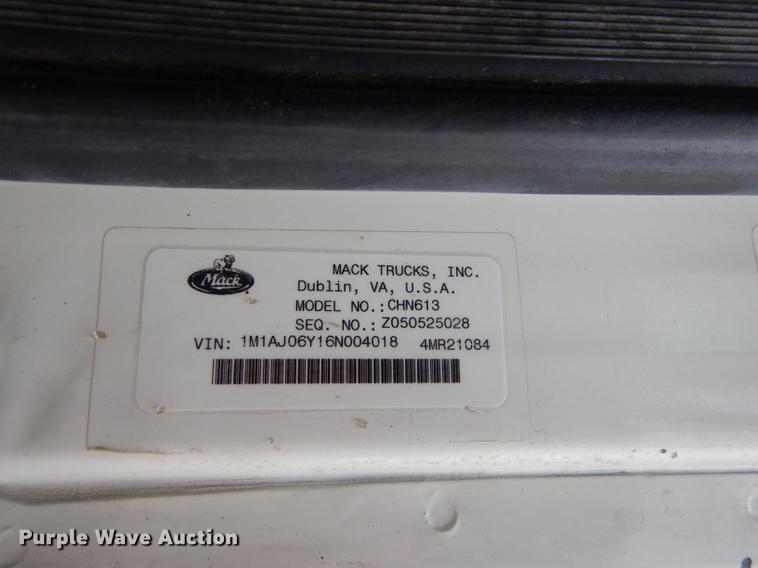 Mack
MACK TRUCKS, INC.
Dublin, VA, U.S.A.
MODEL NO.: CHN613
SEQ. NO.: Z050525028
VIN: 1M1AJ06Y16N004018 4MR21084
Purple Wave Auction